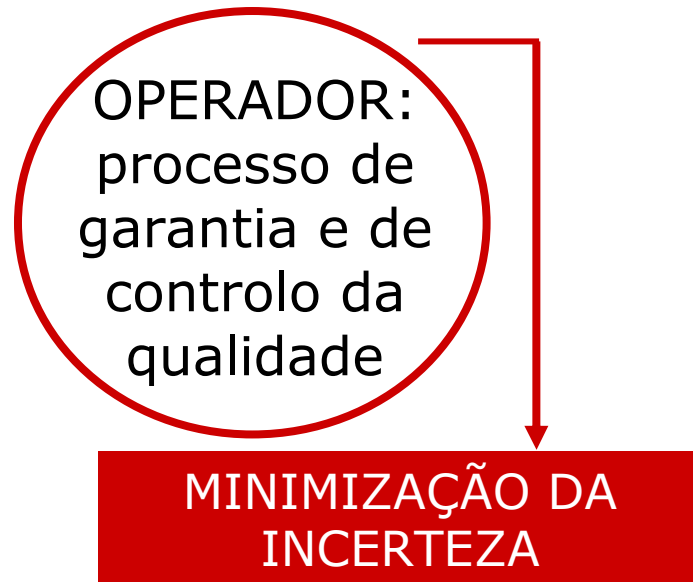 OPERADOR:
processo de
garantia e de
controlo da
qualidade
MINIMIZAÇÃO DA
INCERTEZA